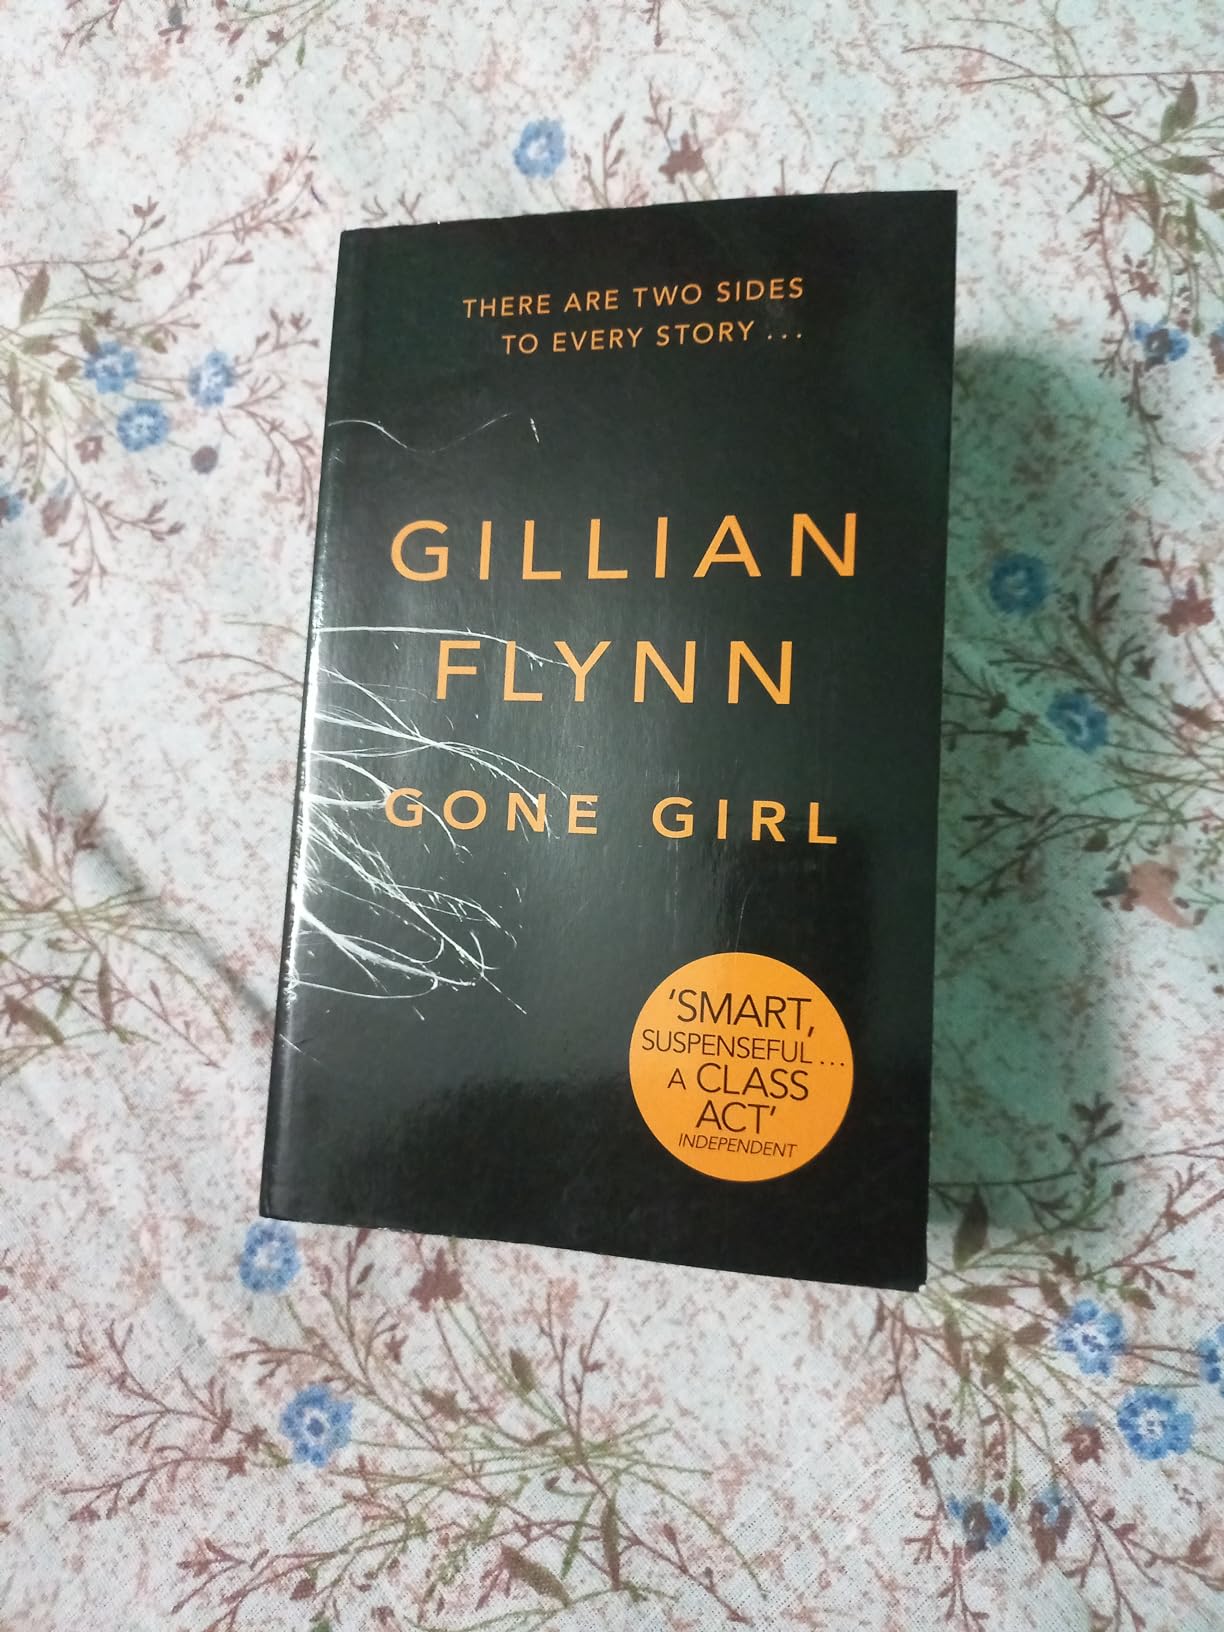 THERE ARE TWO SIDES
TO EVERY STORY ...
GILLIAN
FLYNN
GONE GIRL
'SMART,
SUSPENSEFUL ...
A CLASS
ACT'
INDEPENDENT